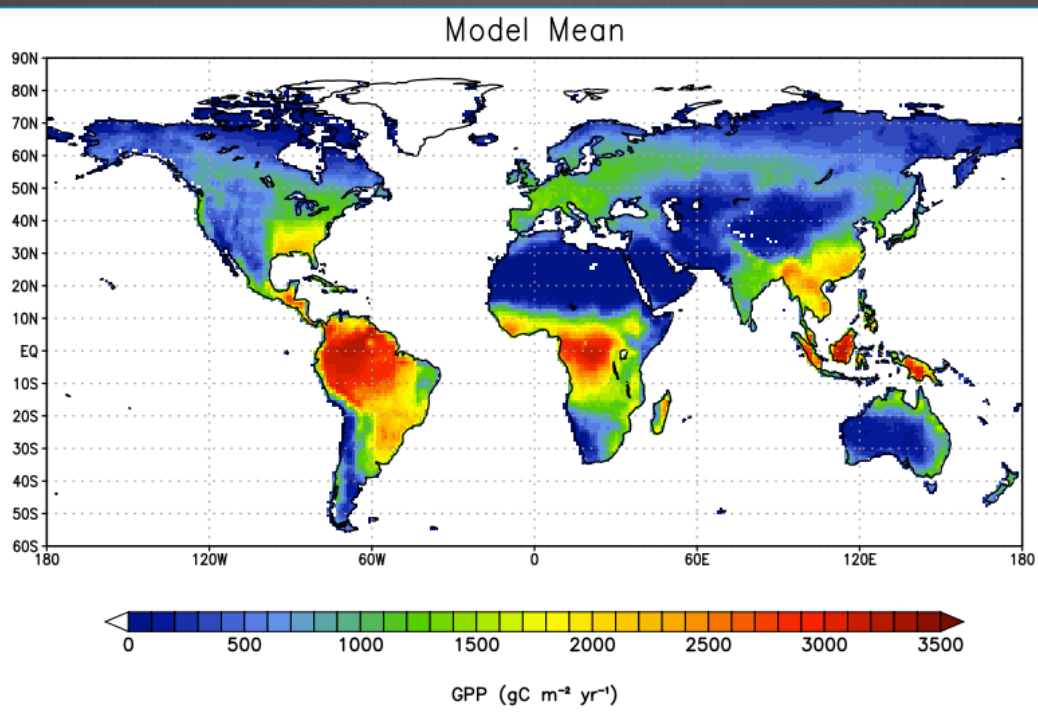 Model Mean
90N
80N
70N
60N
50N
40N
30N
20N
10N
EQ
10S
20S
30S
40S
50S
60S
180 120W 60W 0 60E 120E 180
0 500 1000 1500 2000 2500 3000 3500
GPP (gC m⁻² yr⁻¹)